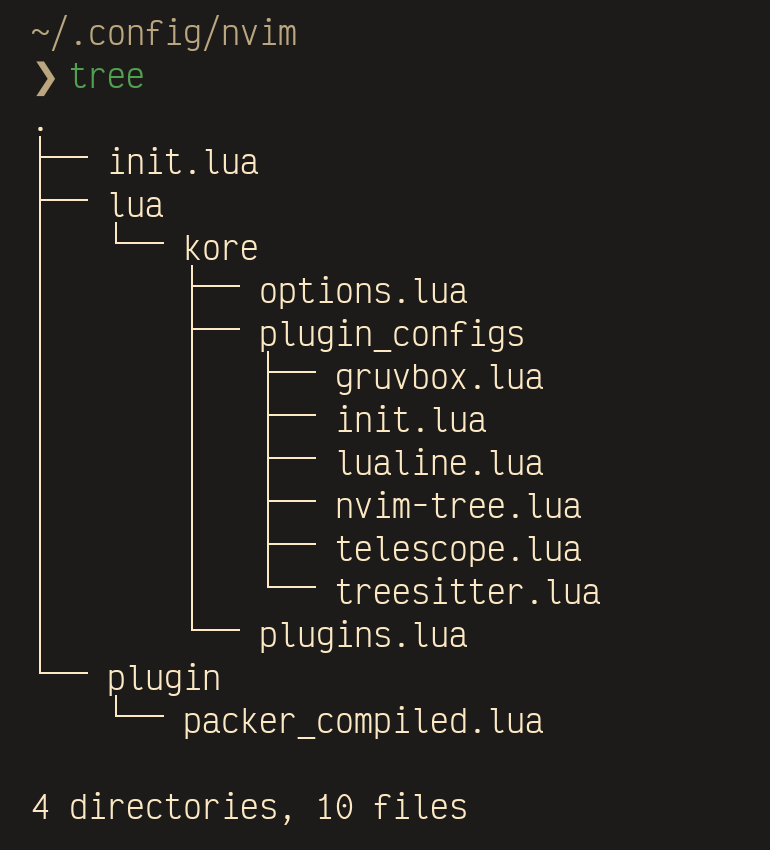 ~/.config/nvim
❯ tree
.
├── init.lua
├── lua
│   └── kore
│       ├── options.lua
│       ├── plugin_configs
│       │   ├── gruvbox.lua
│       │   ├── init.lua
│       │   ├── lualine.lua
│       │   ├── nvim-tree.lua
│       │   ├── telescope.lua
│       │   └── treesitter.lua
│       └── plugins.lua
└── plugin
    └── packer_compiled.lua

4 directories, 10 files